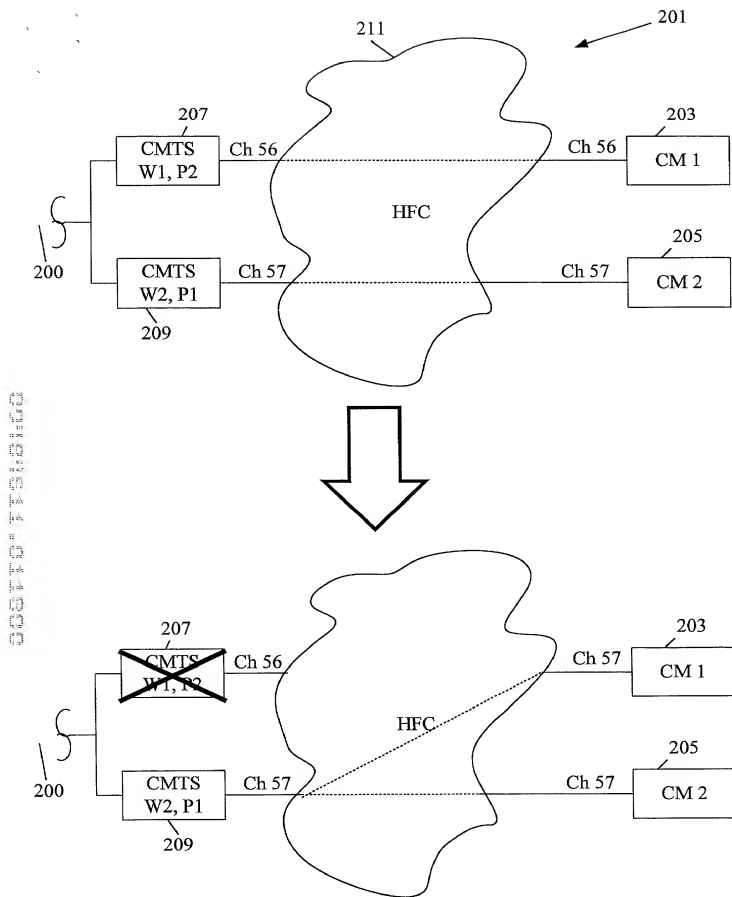 211
201
207
203
CMTS
W1, P2
Ch 56
Ch 56
CM 1
HFC
205
200
CMTS
W2, P1
Ch 57
Ch 57
CM 2
209
207
203
CMTS
W1, P2
Ch 56
Ch 57
CM 1
HFC
205
200
CMTS
W2, P1
Ch 57
Ch 57
CM 2
209